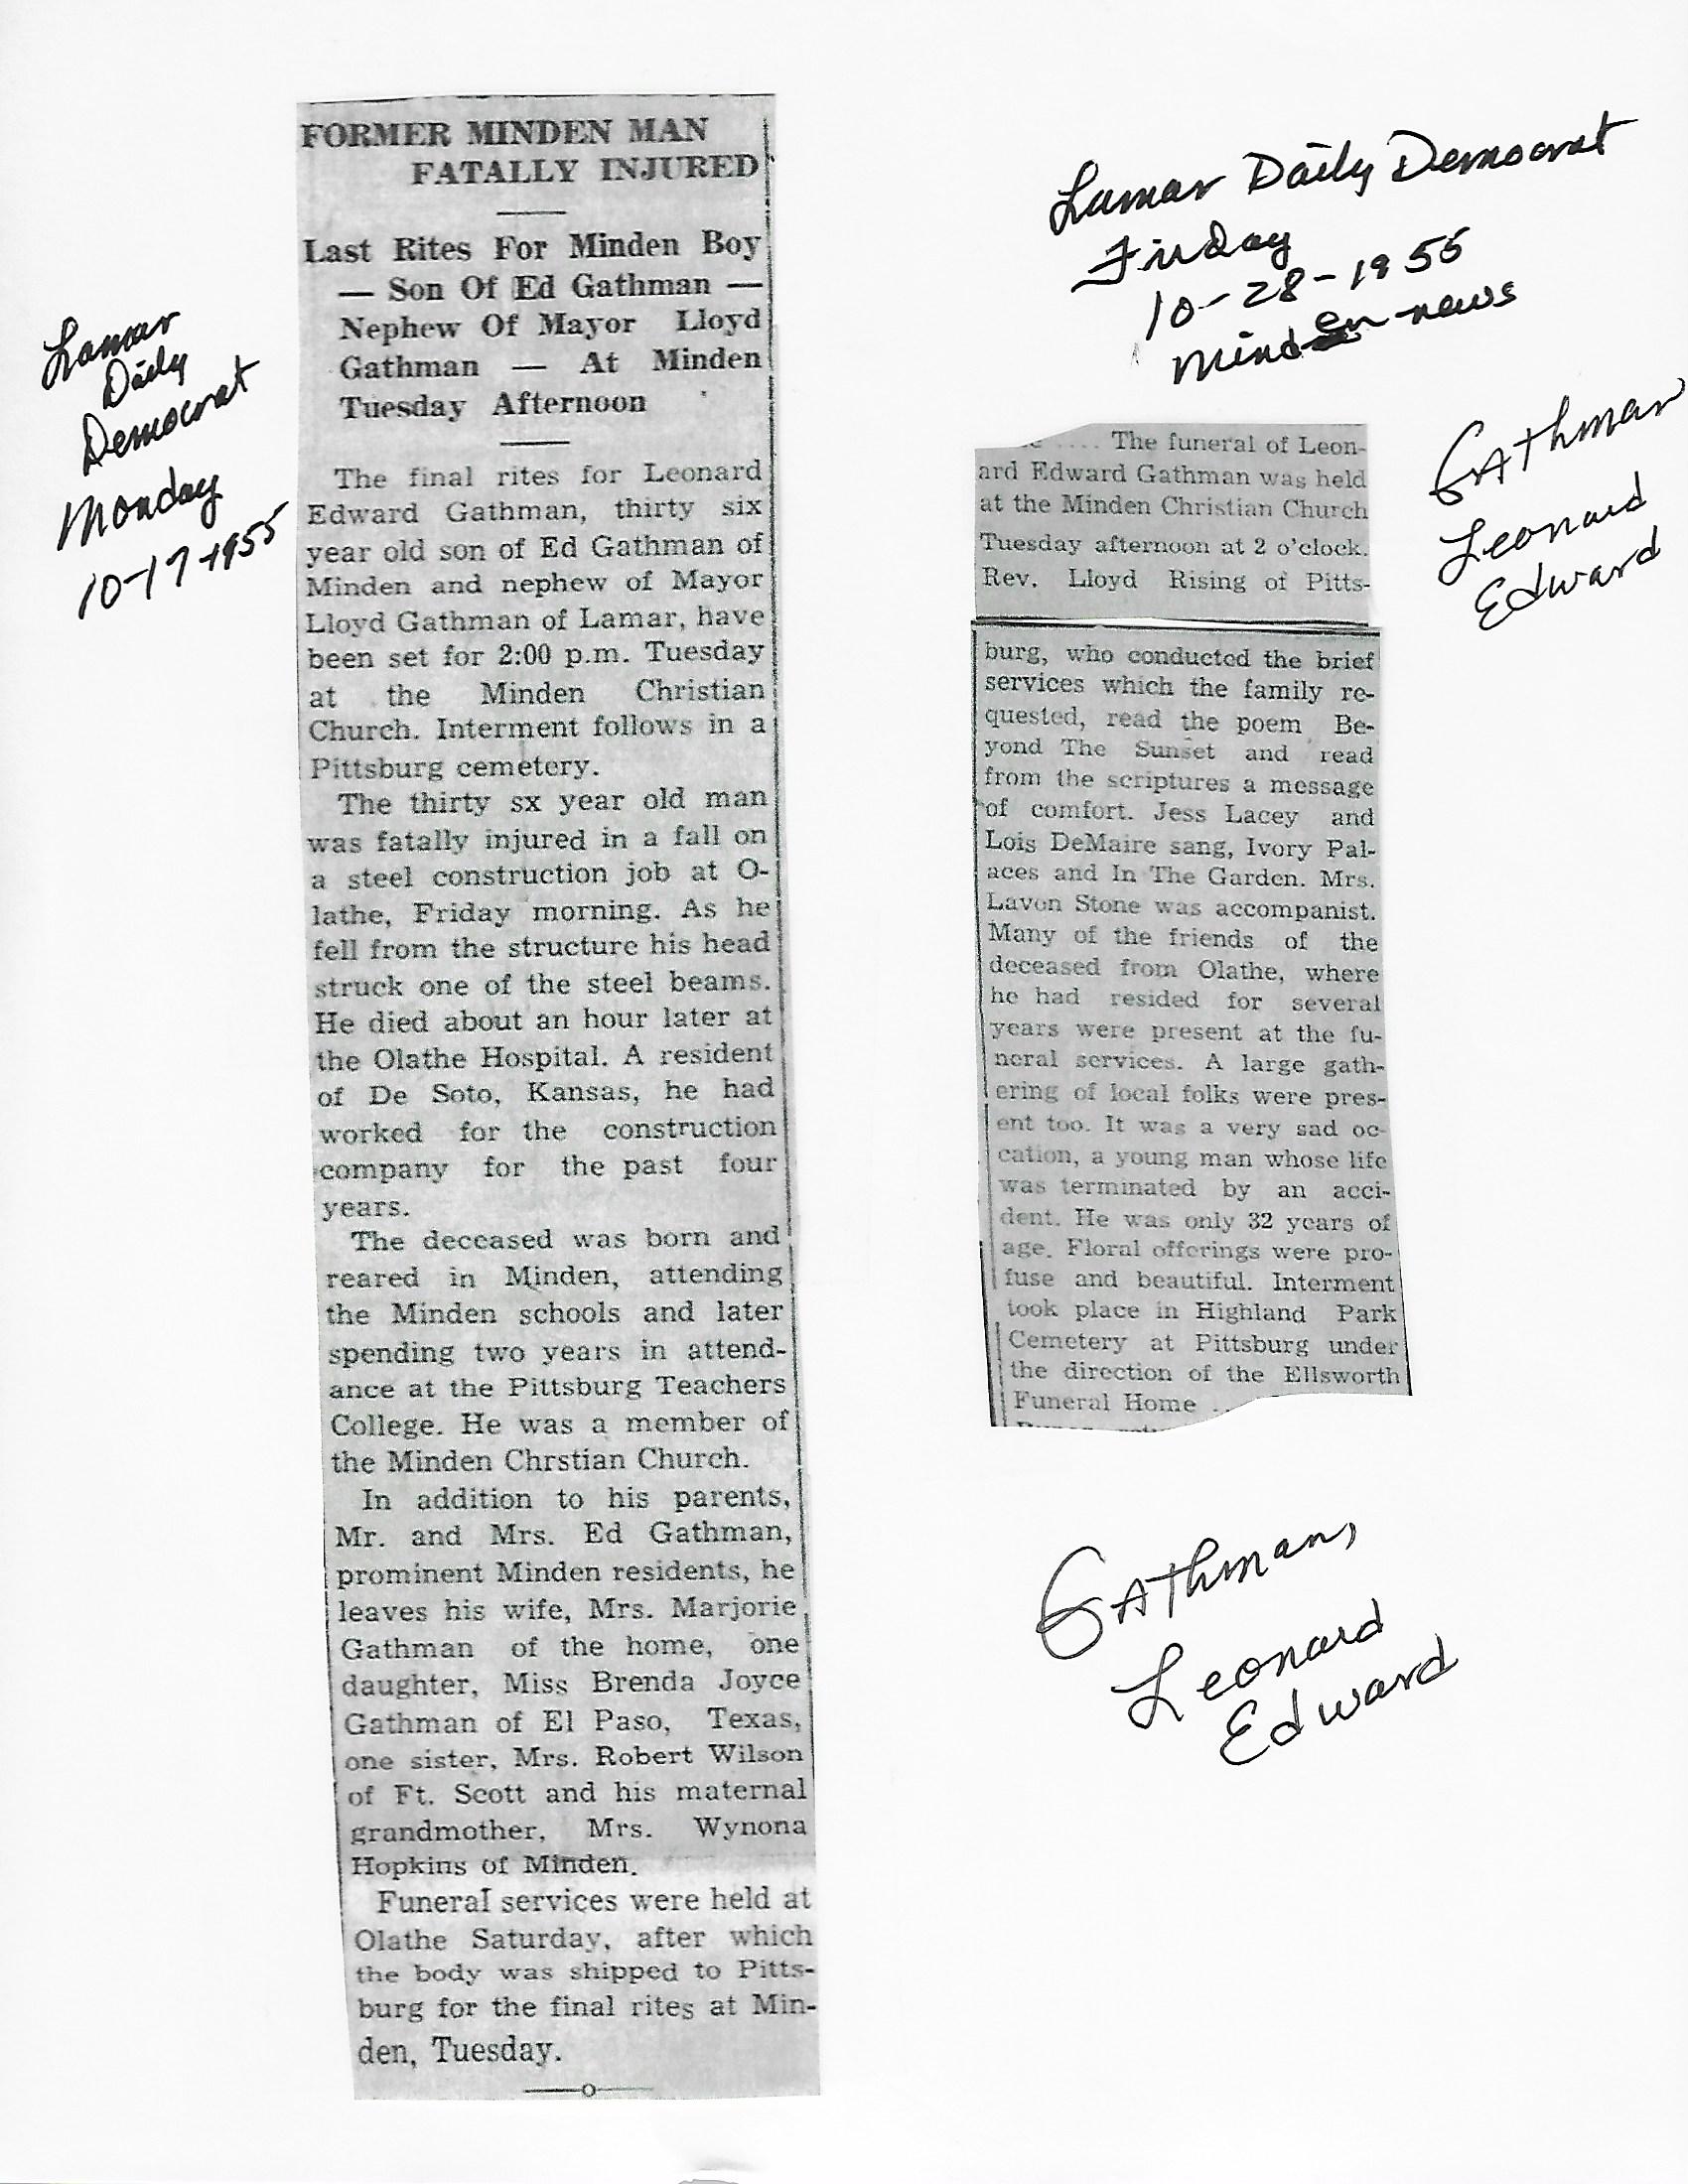 Lamar
Daily
Democrat
Monday
10-17-1955
FORMER MINDEN MAN
FATALLY INJURED
Last Rites For Minden Boy
— Son Of Ed Gathman —
Nephew Of Mayor Lloyd
Gathman — At Minden
Tuesday Afternoon
The final rites for Leonard
Edward Gathman, thirty six
year old son of Ed Gathman of
Minden and nephew of Mayor
Lloyd Gathman of Lamar, have
been set for 2:00 p.m. Tuesday
at the Minden Christian
Church. Interment follows in a
Pittsburg cemetery.
The thirty sx year old man
was fatally injured in a fall on
a steel construction job at O-
lathe, Friday morning. As he
fell from the structure his head
struck one of the steel beams.
He died about an hour later at
the Olathe Hospital. A resident
of De Soto, Kansas, he had
worked for the construction
company for the past four
years.
The deceased was born and
reared in Minden, attending
the Minden schools and later
spending two years in attend-
ance at the Pittsburg Teachers
College. He was a member of
the Minden Chrstian Church.
In addition to his parents,
Mr. and Mrs. Ed Gathman,
prominent Minden residents, he
leaves his wife, Mrs. Marjorie
Gathman of the home, one
daughter, Miss Brenda Joyce
Gathman of El Paso, Texas,
one sister, Mrs. Robert Wilson
of Ft. Scott and his maternal
grandmother, Mrs. Wynona
Hopkins of Minden.
Funeral services were held at
Olathe Saturday, after which
the body was shipped to Pitts-
burg for the final rites at Min-
den, Tuesday.
Lamar Daily Democrat
Friday
10-28-1955
Minden news
Gathman
Leonard
Edward
.... The funeral of Leon-
ard Edward Gathman was held
at the Minden Christian Church
Tuesday afternoon at 2 o'clock.
Rev. Lloyd Rising of Pitts-
burg, who conducted the brief
services which the family re-
quested, read the poem Be-
yond The Sunset and read
from the scriptures a message
of comfort. Jess Lacey and
Lois DeMaire sang, Ivory Pal-
aces and In The Garden. Mrs.
Lavon Stone was accompanist.
Many of the friends of the
deceased from Olathe, where
he had resided for several
years were present at the fu-
neral services. A large gath-
ering of local folks were pres-
ent too. It was a very sad oc-
cation, a young man whose life
was terminated by an acci-
dent. He was only 32 years of
age. Floral offerings were pro-
fuse and beautiful. Interment
took place in Highland Park
Cemetery at Pittsburg under
the direction of the Ellsworth
Funeral Home ..
Gathman,
Leonard
Edward